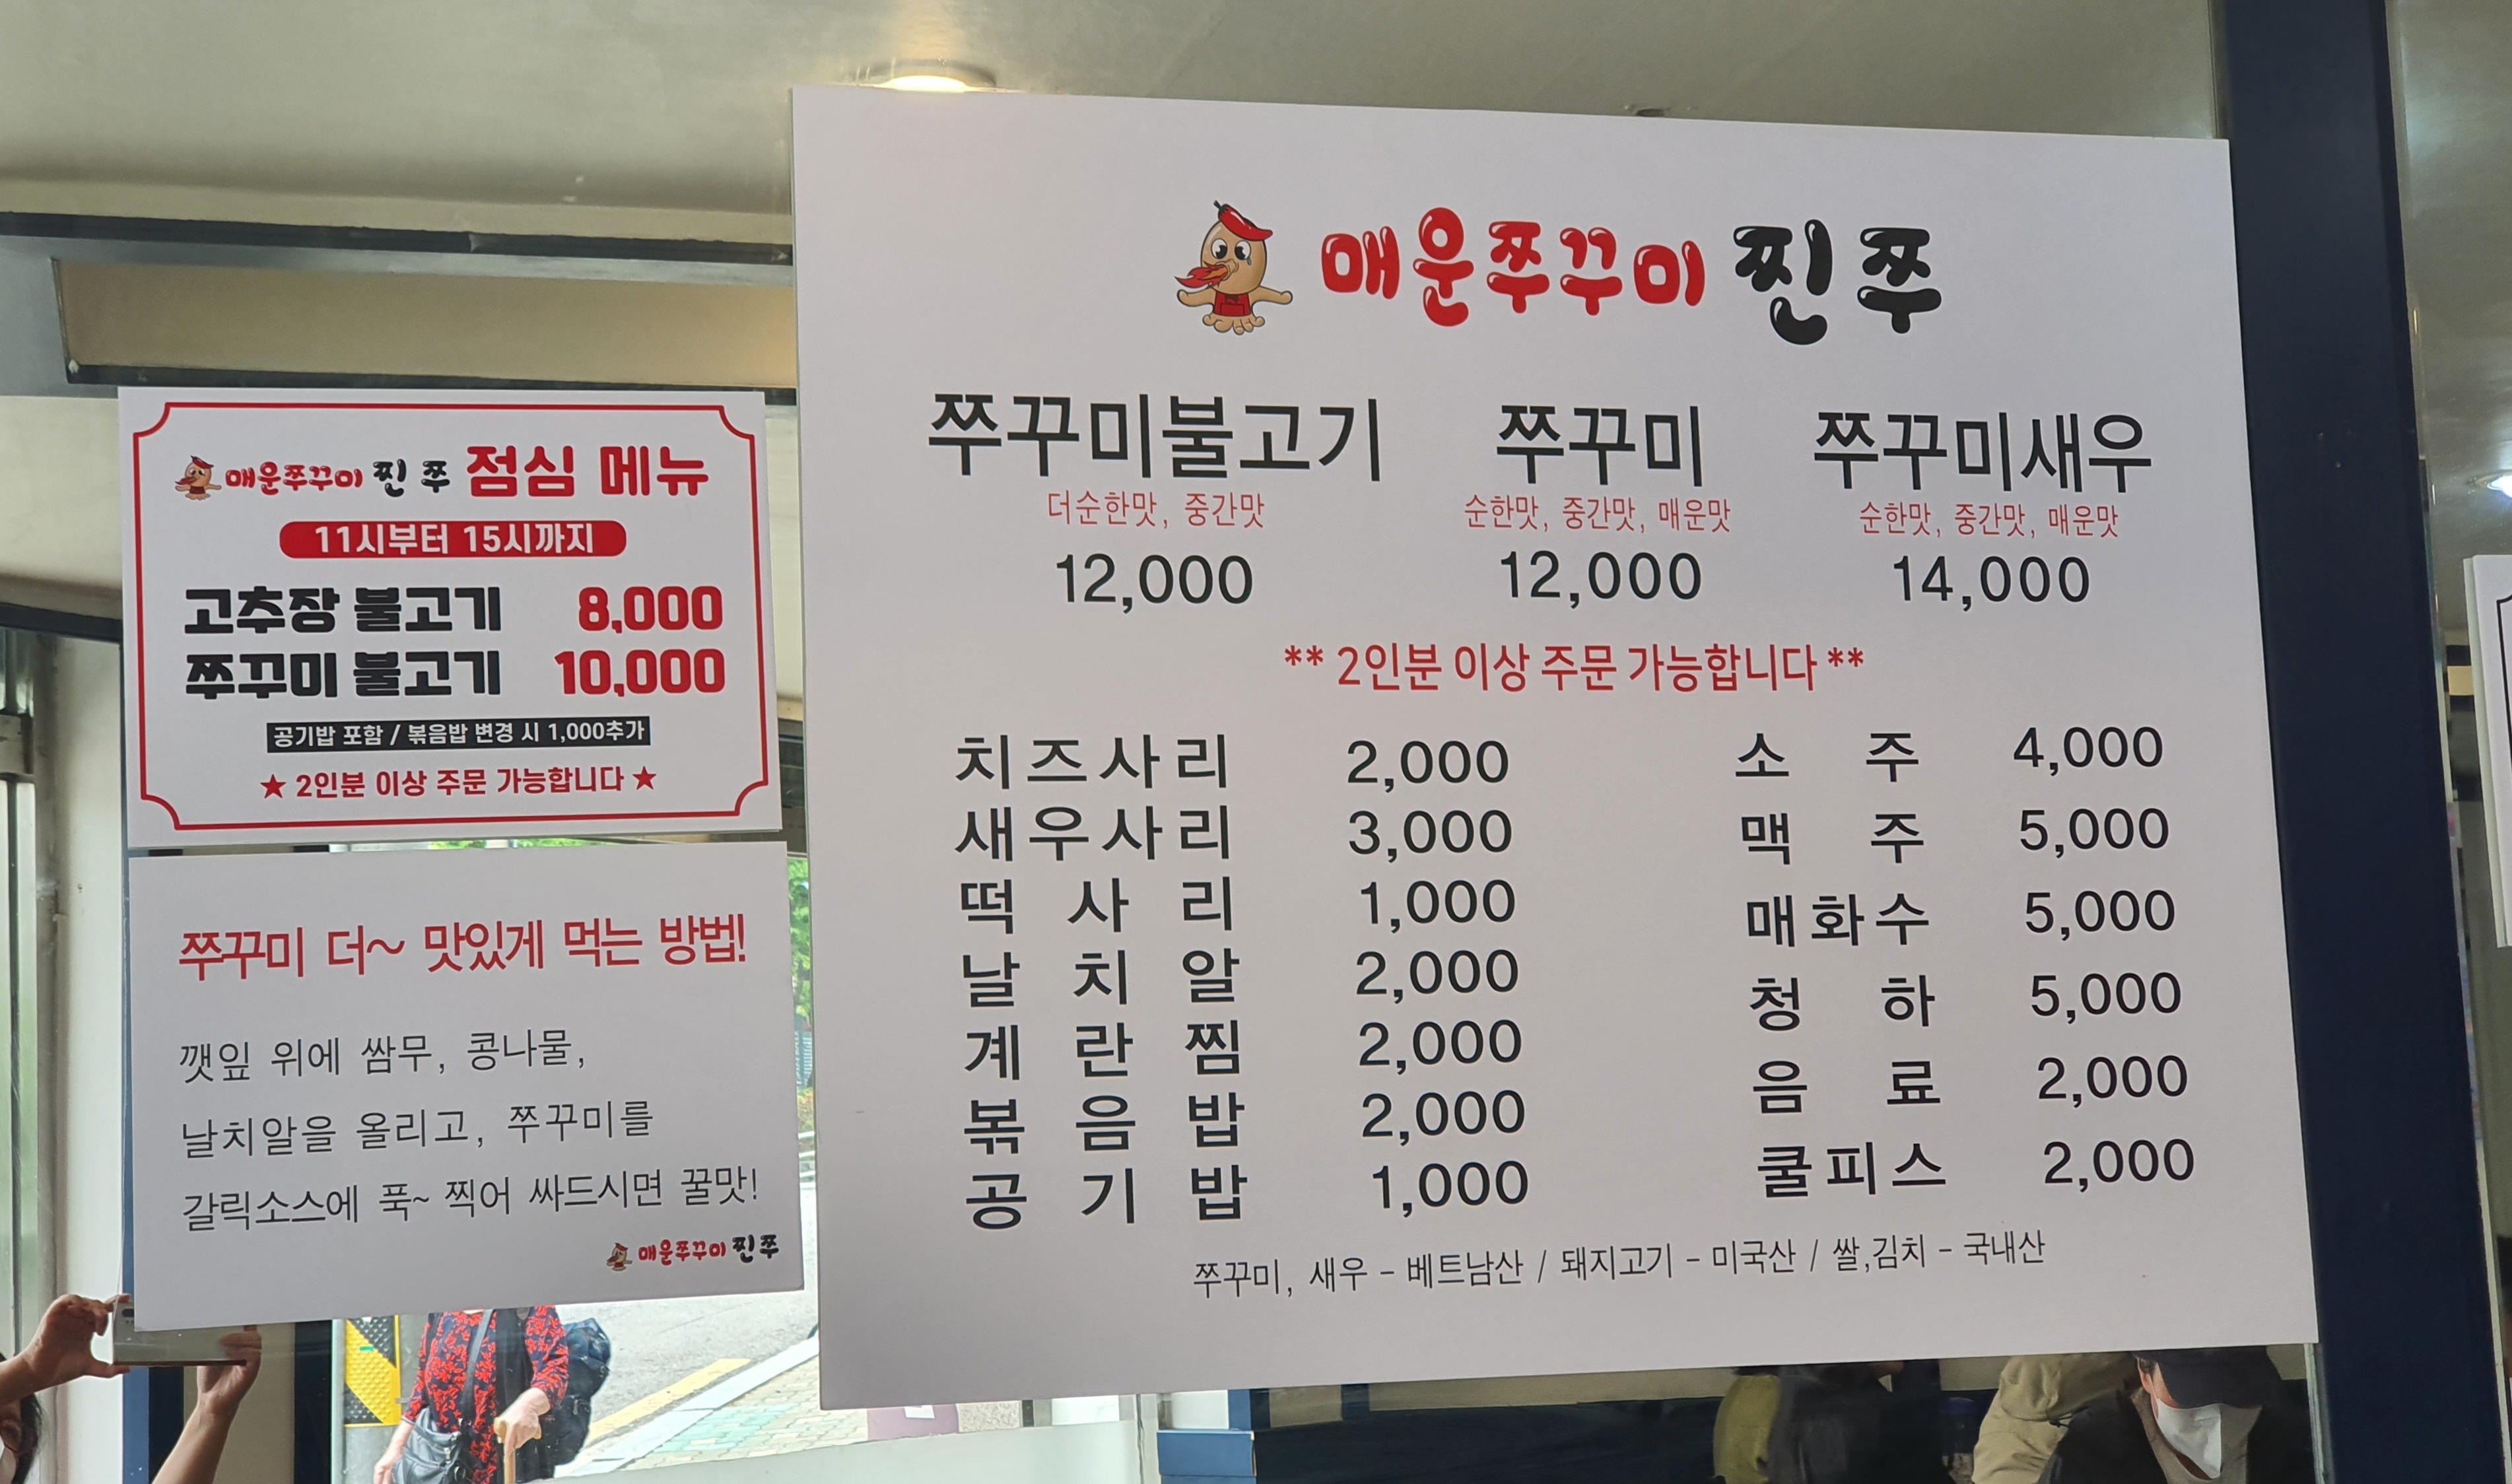 매운쭈꾸미 찐 쭈 점심 메뉴
11시부터 15시까지
고추장 불고기 8,000
쭈꾸미 불고기 10,000
공기밥 포함 / 볶음밥 변경 시 1,000추가
★ 2인분 이상 주문 가능합니다 ★
쭈꾸미 더~ 맛있게 먹는 방법!
깻잎 위에 쌈무, 콩나물,
날치알을 올리고, 쭈꾸미를
갈릭소스에 푹~ 찍어 싸드시면 꿀맛!
매운쭈꾸미 찐쭈
매운쭈꾸미 찐쭈
쭈꾸미불고기 쭈꾸미 쭈꾸미새우
더순한맛, 중간맛 순한맛, 중간맛, 매운맛 순한맛, 중간맛, 매운맛
12,000 12,000 14,000
** 2인분 이상 주문 가능합니다 **
치즈사리 2,000
새우사리 3,000
떡사리 1,000
날치알 2,000
계란찜 2,000
볶음밥 2,000
공기밥 1,000
소주 4,000
맥주 5,000
매화수 5,000
청하 5,000
음료 2,000
쿨피스 2,000
쭈꾸미, 새우 - 베트남산 / 돼지고기 - 미국산 / 쌀,김치 - 국내산